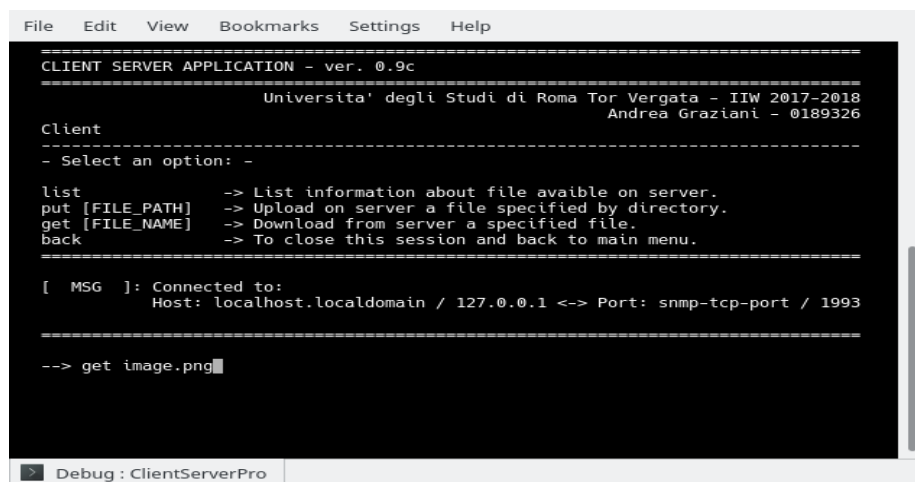 File Edit View Bookmarks Settings Help
CLIENT SERVER APPLICATION - ver. 0.9c
Universita' degli Studi di Roma Tor Vergata - IIW 2017-2018
Andrea Graziani - 0189326
Client
- Select an option: -
list -> List information about file avaible on server.
put [FILE_PATH] -> Upload on server a file specified by directory.
get [FILE_NAME] -> Download from server a specified file.
back -> To close this session and back to main menu.
[ MSG ]: Connected to:
Host: localhost.localdomain / 127.0.0.1 <-> Port: snmp-tcp-port / 1993
--> get image.png
Debug : ClientServerPro